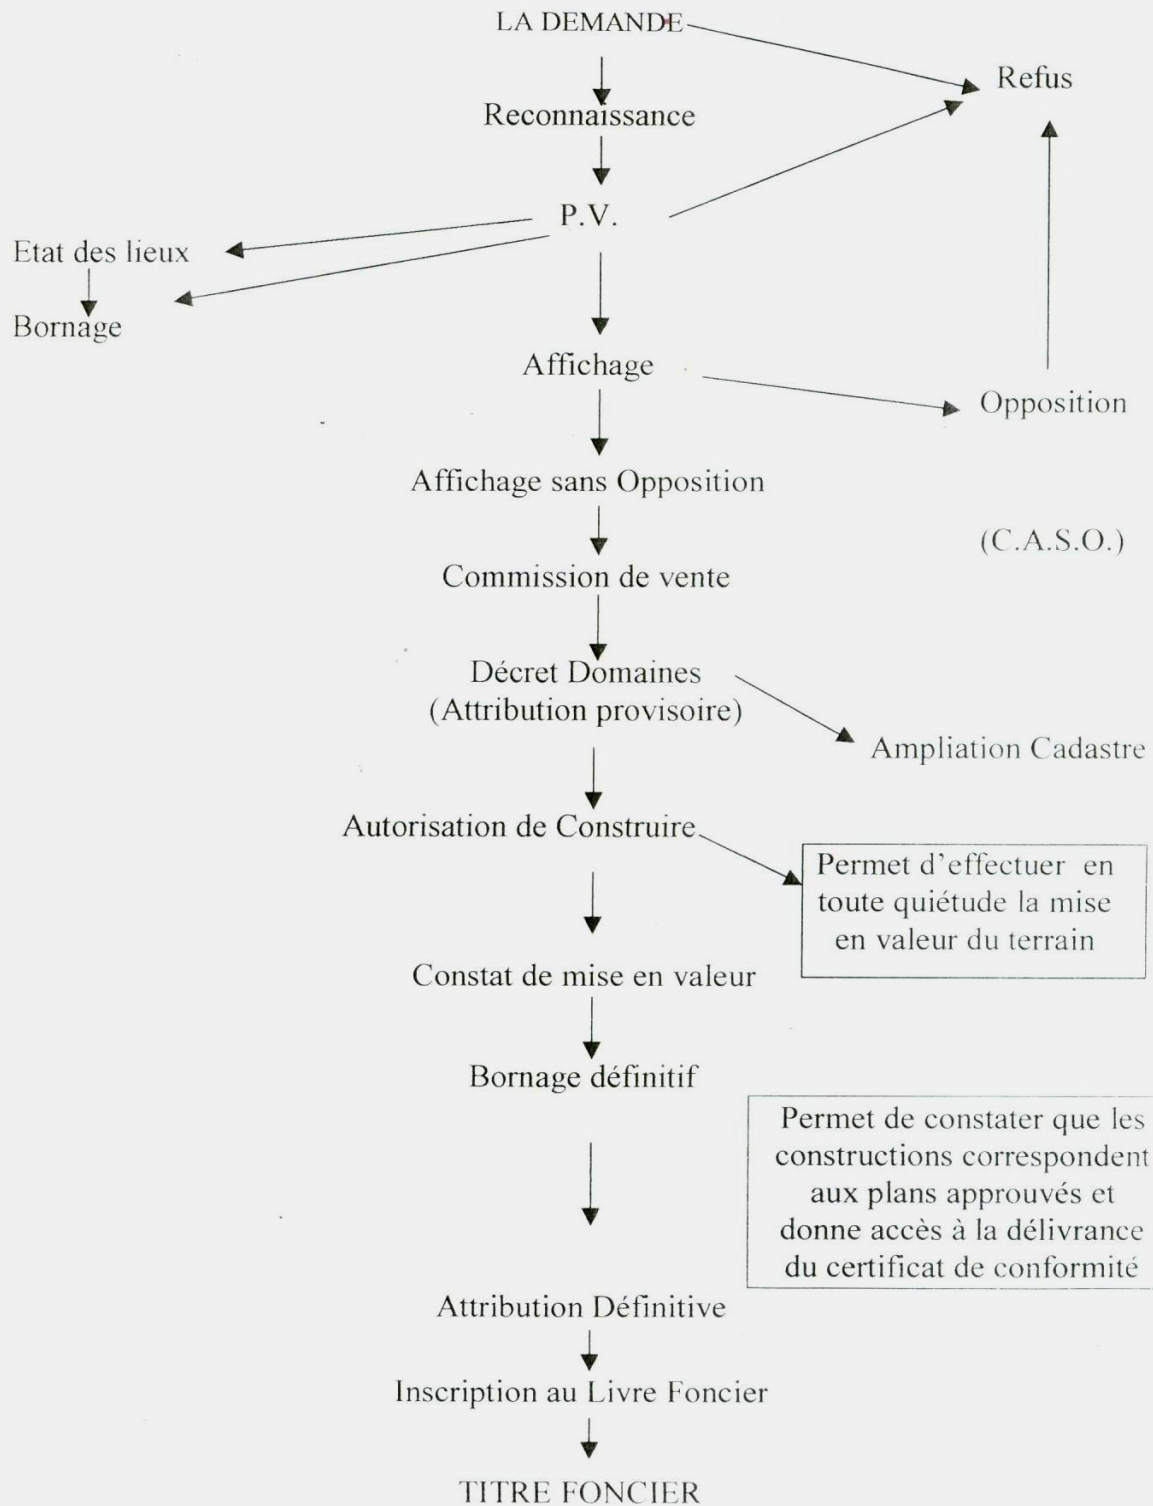 LA DEMANDE
Refus
Reconnaissance
P.V.
Etat des lieux
Bornage
Affichage
Opposition
Affichage sans Opposition
(C.A.S.O.)
Commission de vente
Décret Domaines
(Attribution provisoire)
Ampliation Cadastre
Autorisation de Construire
Permet d'effectuer en
toute quiétude la mise
en valeur du terrain
Constat de mise en valeur
Bornage définitif
Permet de constater que les
constructions correspondent
aux plans approuvés et
donne accès à la délivrance
du certificat de conformité
Attribution Définitive
Inscription au Livre Foncier
TITRE FONCIER